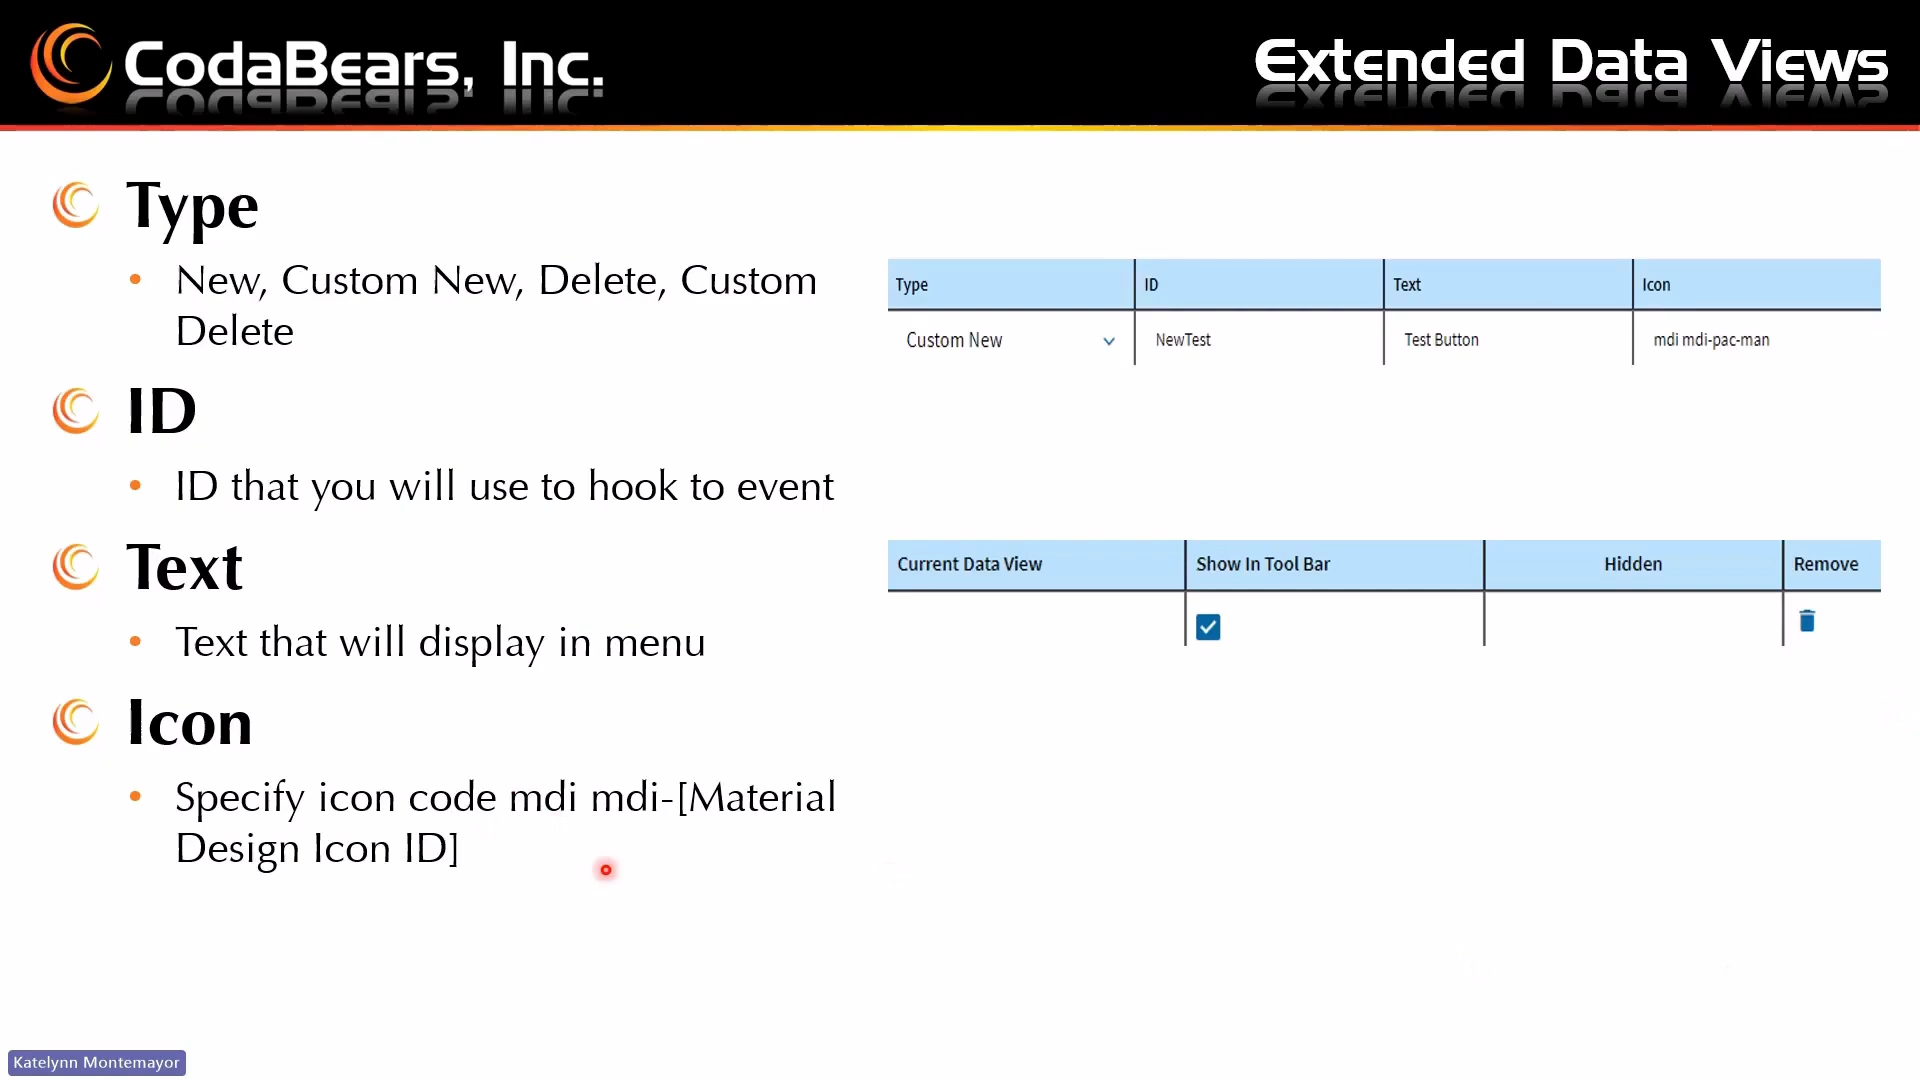 CodaBears, Inc.
Extended Data Views
Type
• New, Custom New, Delete, Custom
Delete
ID
• ID that you will use to hook to event
Text
• Text that will display in menu
Icon
• Specify icon code mdi mdi-[Material
Design Icon ID]
Type ID Text Icon
Custom New NewTest Test Button mdi mdi-pac-man
Current Data View Show In Tool Bar Hidden Remove
Katelynn Montemayor